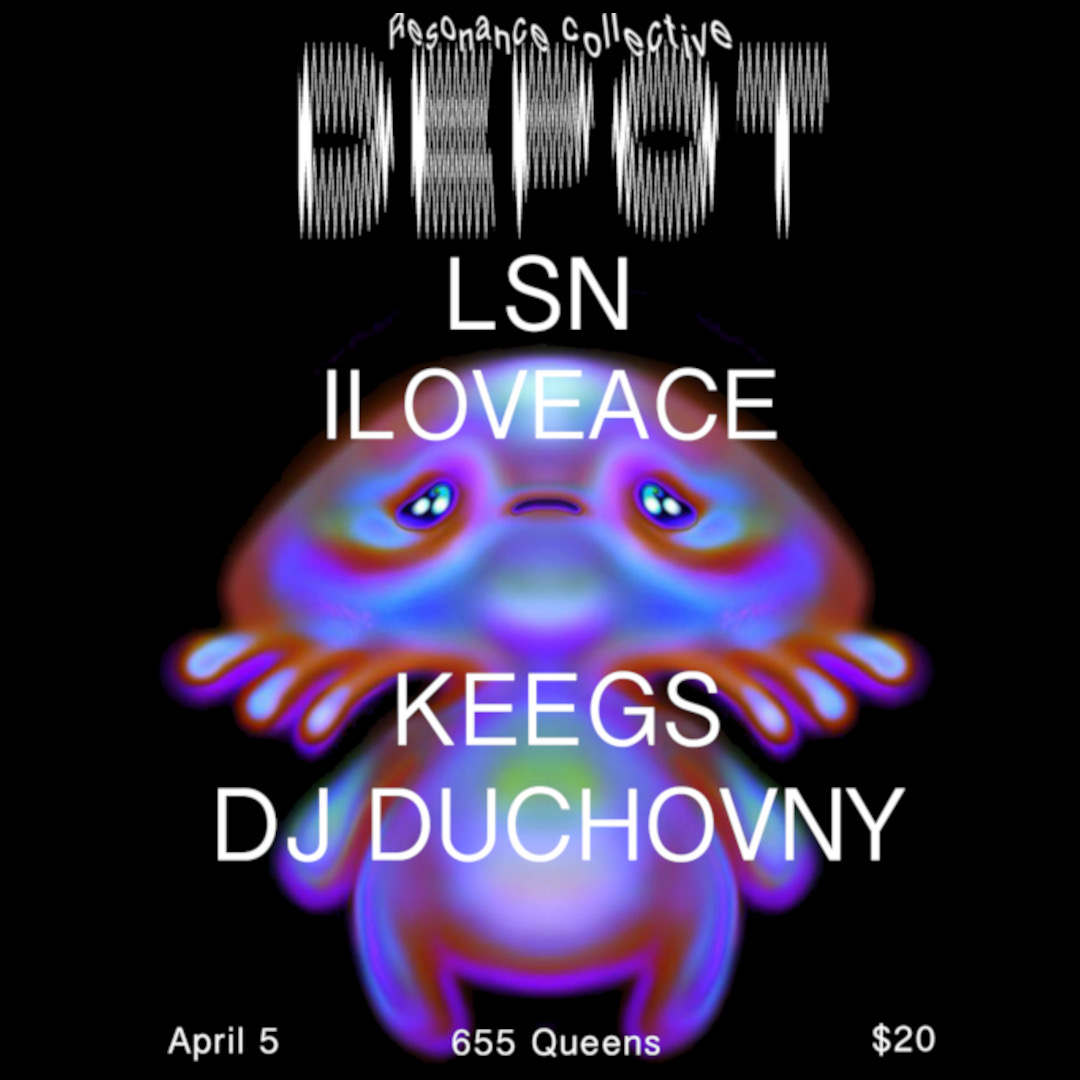 Resonance collective
DEPOT
LSN
ILOVEACE
KEEGS
DJ DUCHOVNY
April 5 655 Queens $20